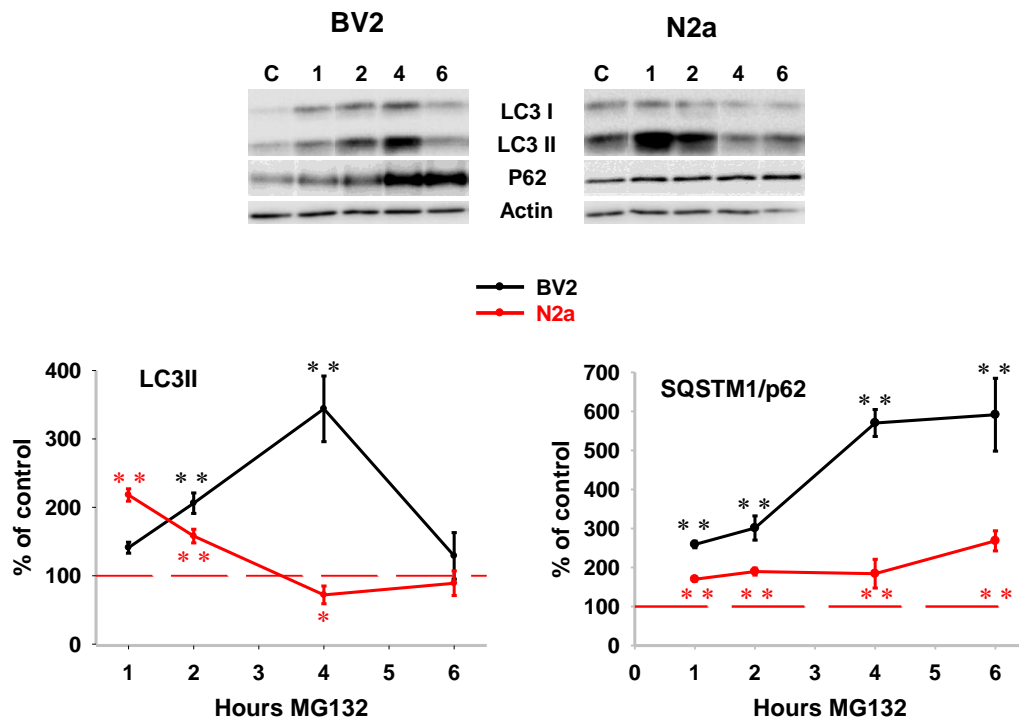 BV2 N2a
C 1 2 4 6 C 1 2 4 6
LC3 I
LC3 II
P62
Actin
BV2
N2a
LC3II
* *
* *
* *
* *
*
400
300
200
100
0
% of control
1 2 3 4 5 6
Hours MG132
SQSTM1/p62
* *
* *
* *
* *
* *
* *
* *
* *
700
600
500
400
300
200
100
0
% of control
0 1 2 3 4 5 6
Hours MG132